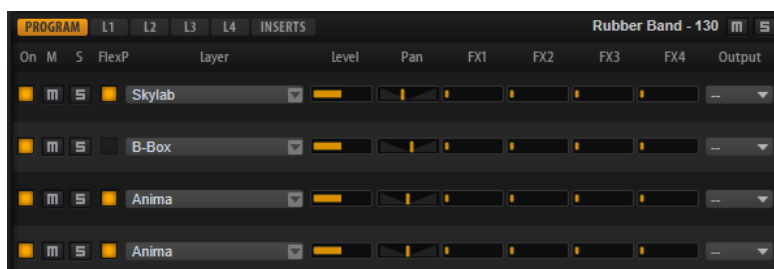 PROGRAM L1 L2 L3 L4 INSERTS Rubber Band - 130 m S
On M S FlexP Layer Level Pan FX1 FX2 FX3 FX4 Output
m S Skylab --
m S B-Box --
m S Anima --
m S Anima --